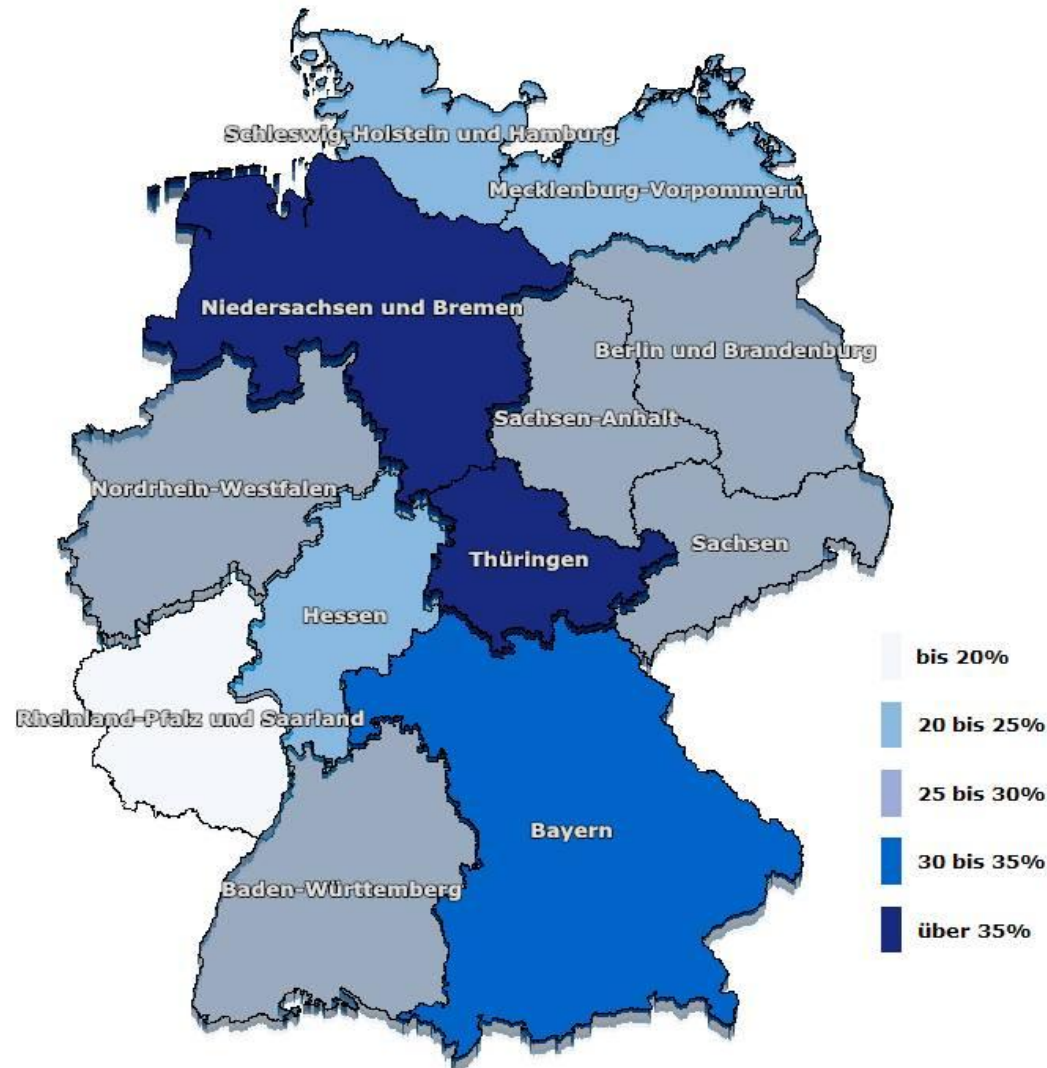 Schleswig-Holstein und Hamburg
Mecklenburg-Vorpommern
Niedersachsen und Bremen
Berlin und Brandenburg
Sachsen-Anhalt
Nordrhein-Westfalen
Sachsen
Thüringen
Hessen
bis 20%
Rheinland-Pfalz und Saarland
20 bis 25%
25 bis 30%
Bayern
30 bis 35%
Baden-Württemberg
über 35%